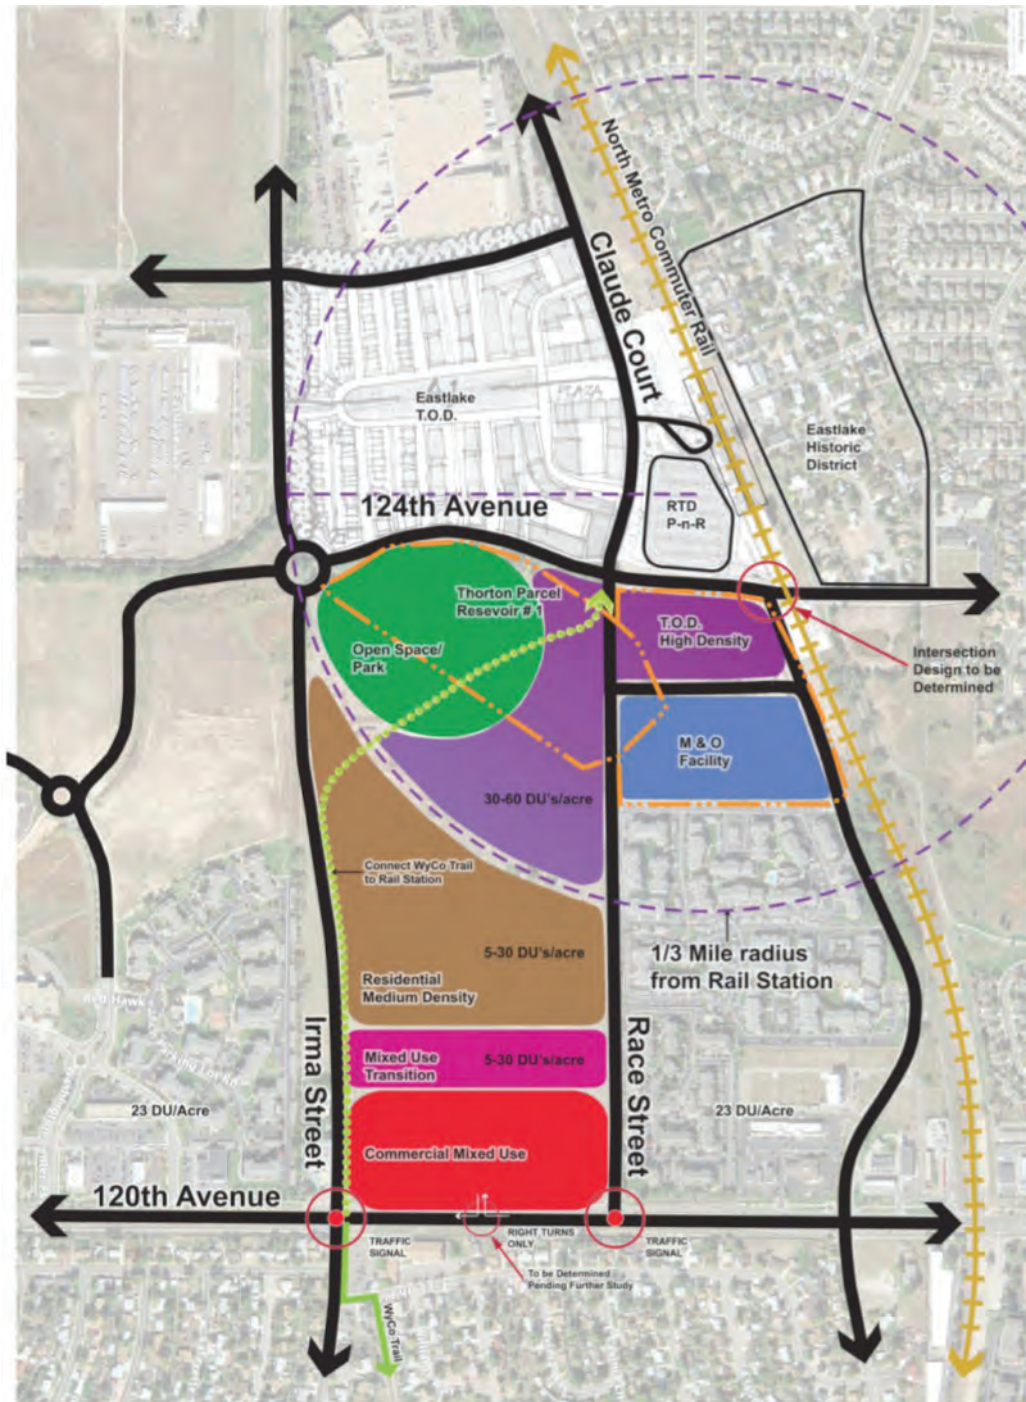 North Metro Commuter Rail
Claude Court
Eastlake
T.O.D.
PLAZA
Eastlake
Historic
District
124th Avenue
RTD
P-n-R
Thorton Parcel
Resevoir # 1
T.O.D.
High Density
Open Space/
Park
Intersection
Design to be
Determined
M & O
Facility
30-60 DU's/acre
Connect WyCo Trail
to Rail Station
1/3 Mile radius
from Rail Station
5-30 DU's/acre
Residential
Medium Density
Irma Street
Race Street
Mixed Use
Transition
5-30 DU's/acre
23 DU/Acre
23 DU/Acre
Commercial Mixed Use
120th Avenue
TRAFFIC
SIGNAL
RIGHT TURNS
ONLY
TRAFFIC
SIGNAL
To be Determined
Pending Further Study
WyCo Trail